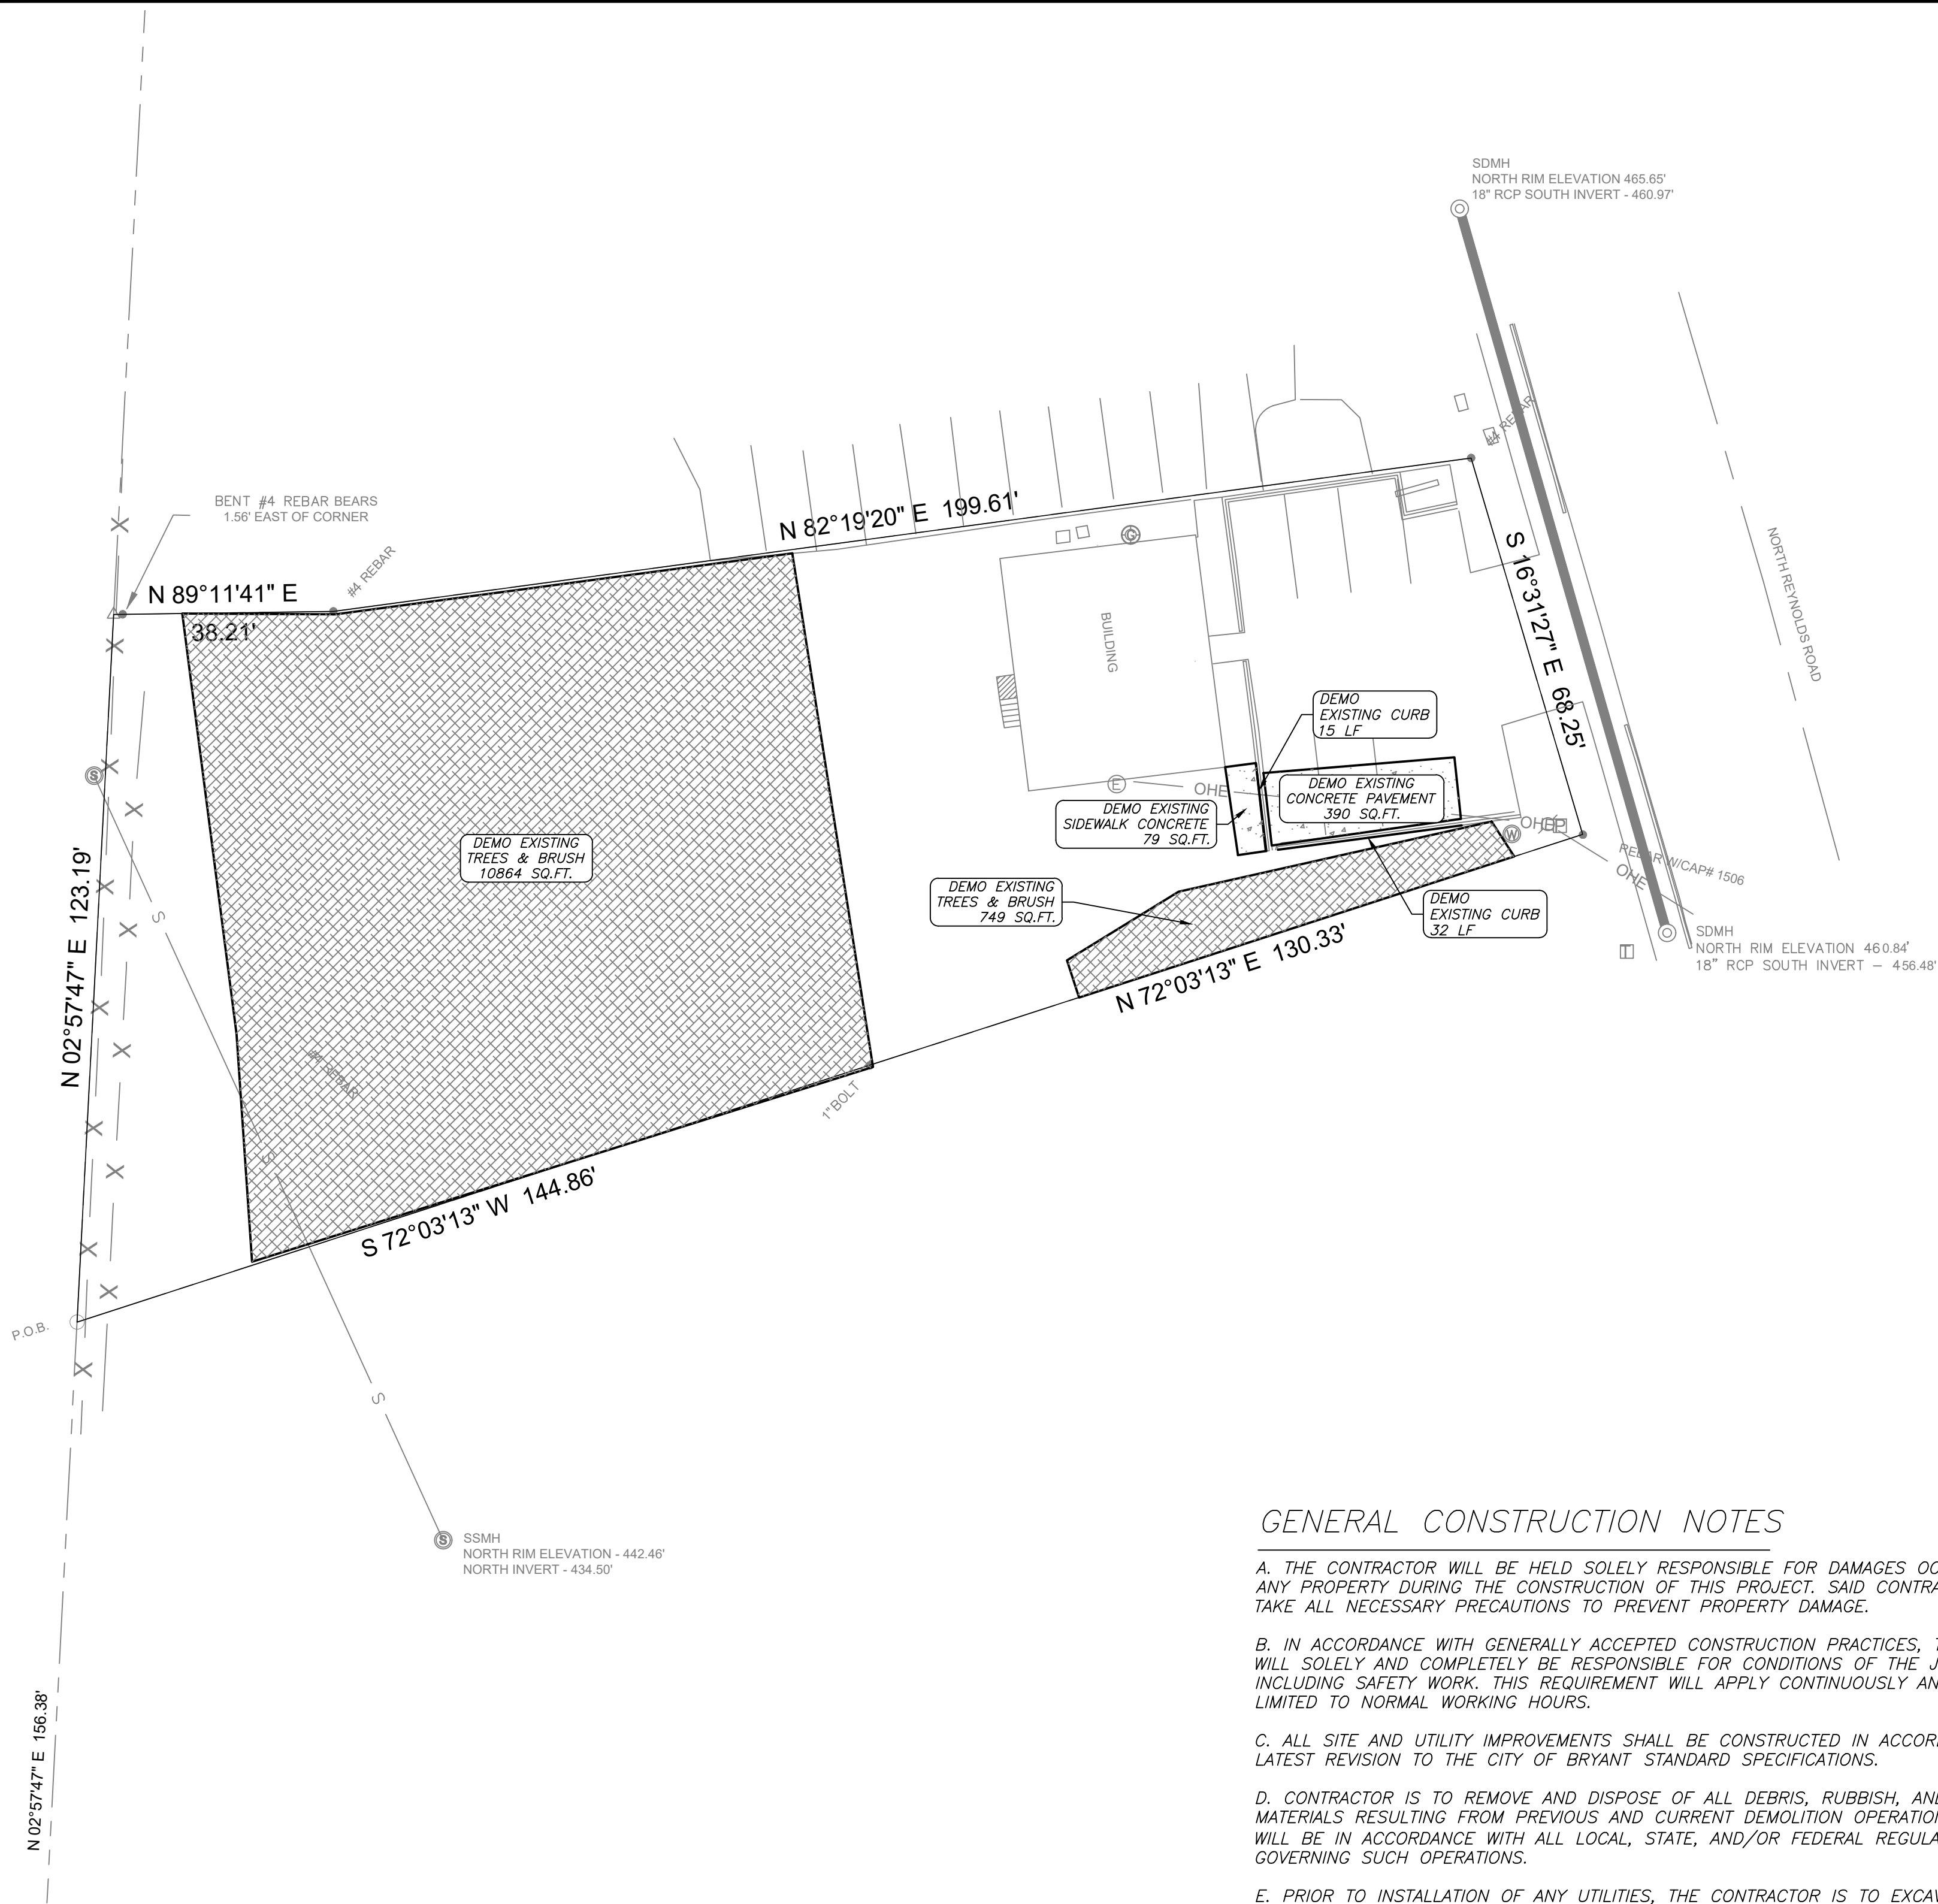 SDMH
NORTH RIM ELEVATION 465.65'
18" RCP SOUTH INVERT - 460.97'
#4 REBAR
BENT #4 REBAR BEARS
1.56' EAST OF CORNER
N 82°19'20" E 199.61'
#4 REBAR
N 89°11'41" E
38.21'
S 16°31'27" E 68.25'
NORTH REYNOLDS ROAD
G
BUILDING
DEMO
EXISTING CURB
15 LF
X
X
X
S
X
X
E
OHE
DEMO EXISTING
CONCRETE PAVEMENT
390 SQ.FT.
DEMO EXISTING
SIDEWALK CONCRETE
79 SQ.FT.
W
REBAR W/CAP# 1506
OHE
DEMO EXISTING
TREES & BRUSH
10864 SQ.FT.
DEMO EXISTING
TREES & BRUSH
749 SQ.FT.
DEMO
EXISTING CURB
32 LF
T
SDMH
NORTH RIM ELEVATION 460.84'
18" RCP SOUTH INVERT - 456.48'
N 02°57'47" E 123.19'
S
X
X
X
X
X
X
#4 REBAR
N 72°03'13" E 130.33'
1" BOLT
S
S 72°03'13" W 144.86'
X
X
X
P.O.B.
S
S
SSMH
NORTH RIM ELEVATION - 442.46'
NORTH INVERT - 434.50'
N 02°57'47" E 156.38'
GENERAL CONSTRUCTION NOTES
A. THE CONTRACTOR WILL BE HELD SOLELY RESPONSIBLE FOR DAMAGES
ANY PROPERTY DURING THE CONSTRUCTION OF THIS PROJECT. SAID
TAKE ALL NECESSARY PRECAUTIONS TO PREVENT PROPERTY DAMAGE.
B. IN ACCORDANCE WITH GENERALLY ACCEPTED CONSTRUCTION PRACTICES,
WILL SOLELY AND COMPLETELY BE RESPONSIBLE FOR CONDITIONS OF THE
INCLUDING SAFETY WORK. THIS REQUIREMENT WILL APPLY CONTINUOUSLY
LIMITED TO NORMAL WORKING HOURS.
C. ALL SITE AND UTILITY IMPROVEMENTS SHALL BE CONSTRUCTED IN
LATEST REVISION TO THE CITY OF BRYANT STANDARD SPECIFICATIONS.
D. CONTRACTOR IS TO REMOVE AND DISPOSE OF ALL DEBRIS, RUBBISH,
MATERIALS RESULTING FROM PREVIOUS AND CURRENT DEMOLITION
WILL BE IN ACCORDANCE WITH ALL LOCAL, STATE, AND/OR FEDERAL
GOVERNING SUCH OPERATIONS.
E. PRIOR TO INSTALLATION OF ANY UTILITIES, THE CONTRACTOR IS TO